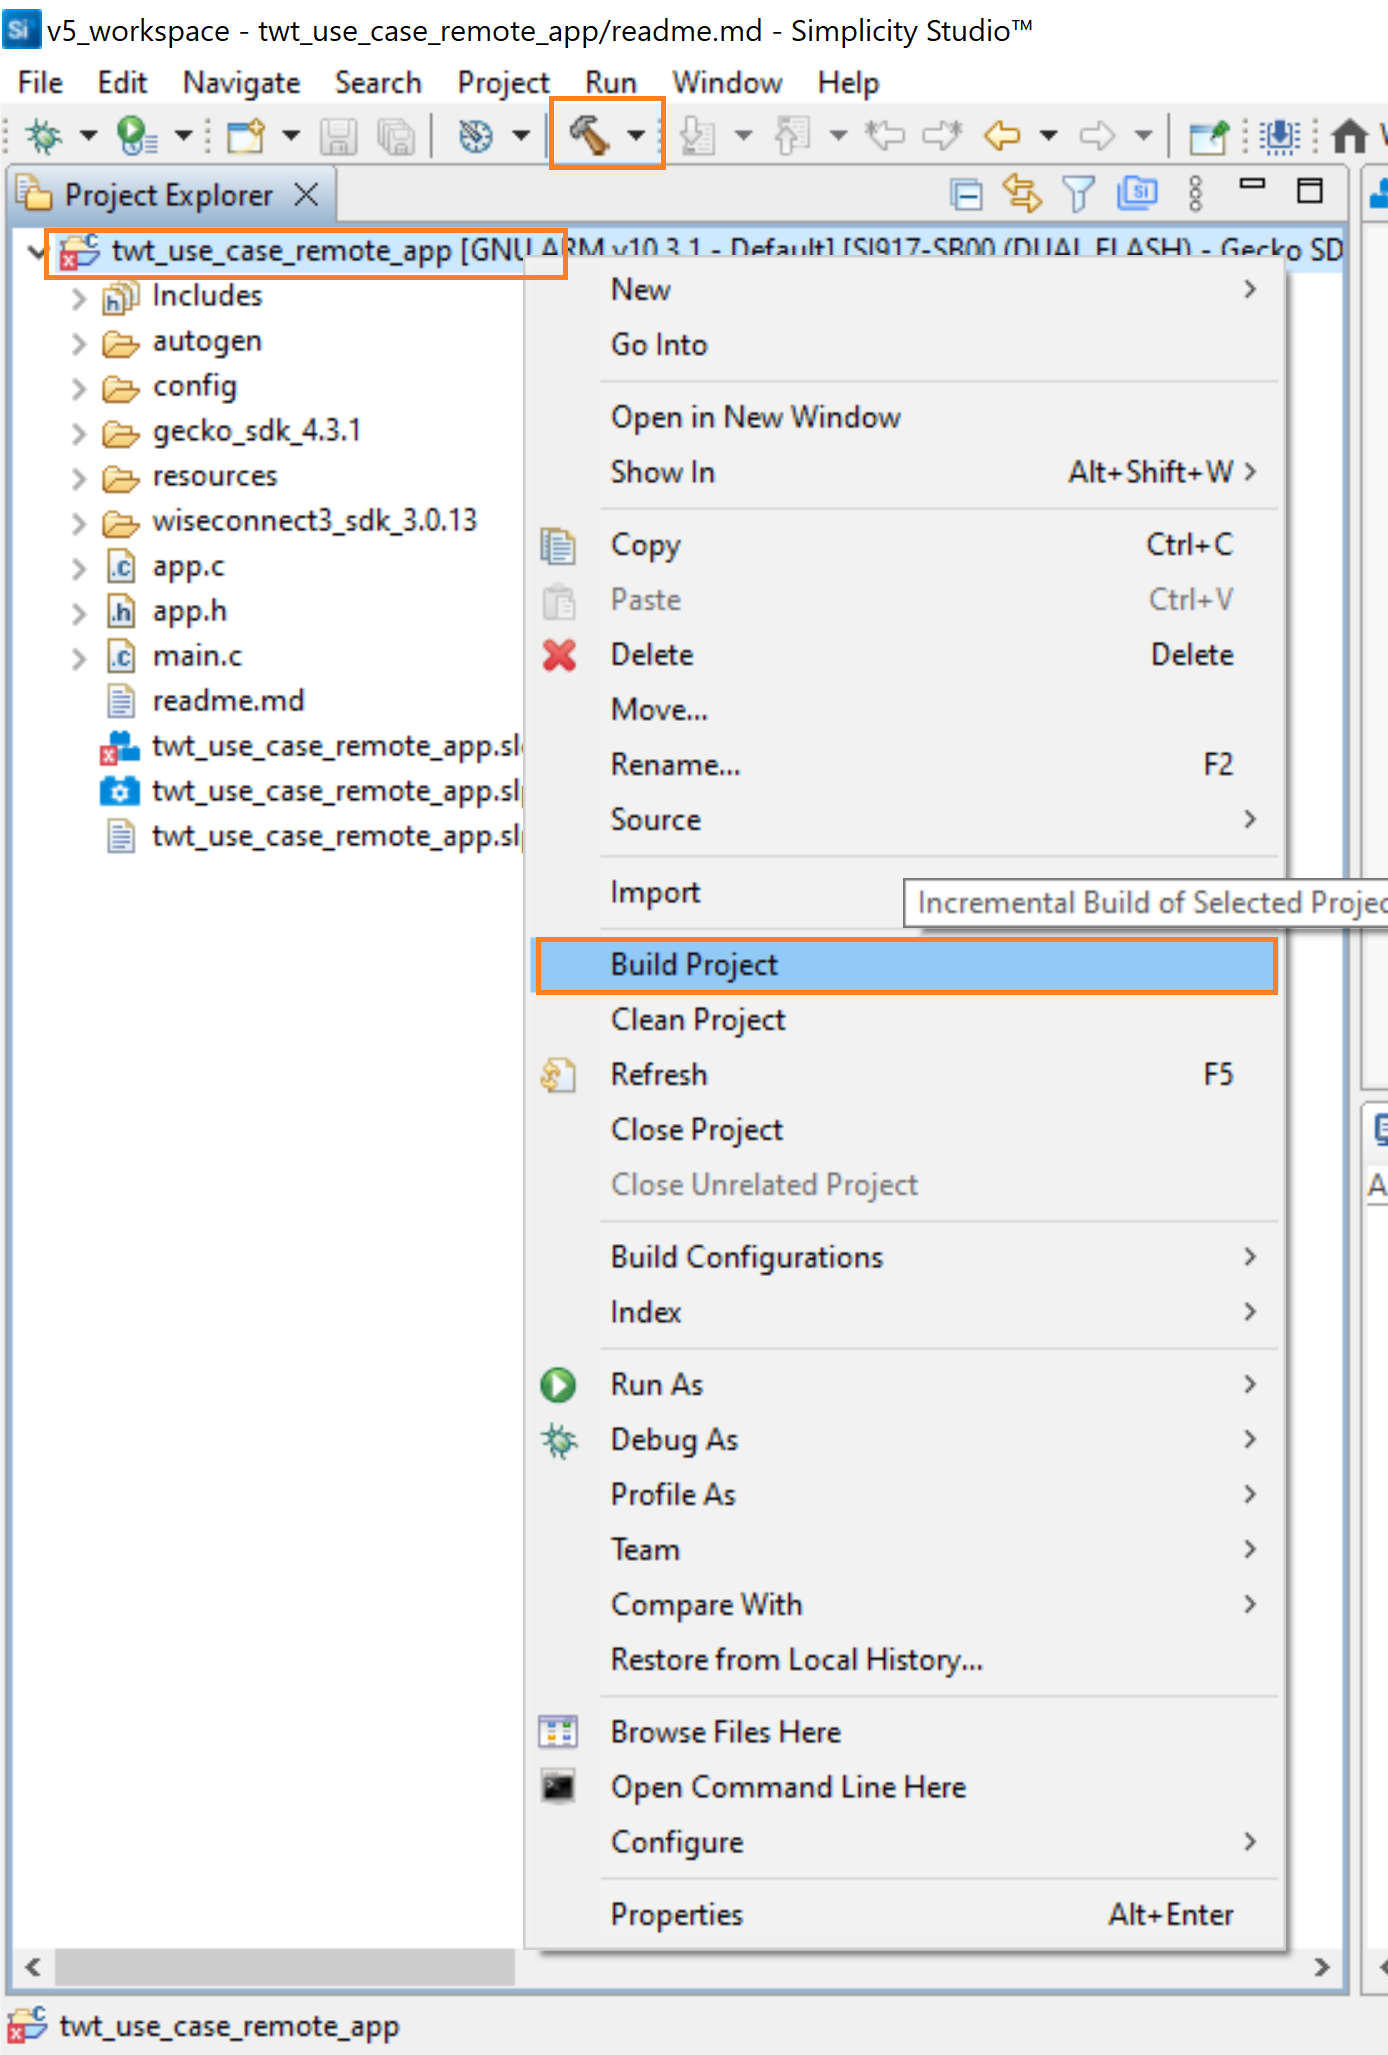 Si v5_workspace - twt_use_case_remote_app/readme.md - Simplicity Studio™
File Edit Navigate Search Project Run Window Help
Project Explorer
twt_use_case_remote_app [GNU ARM v10.3.1 - Default] [SI917-SB00 (DUAL FLASH) - Gecko SD
Includes
autogen
config
gecko_sdk_4.3.1
resources
wiseconnect3_sdk_3.0.13
.c app.c
.h app.h
.c main.c
readme.md
twt_use_case_remote_app.sl
twt_use_case_remote_app.sl
twt_use_case_remote_app.sl
New
Go Into
Open in New Window
Show In Alt+Shift+W
Copy Ctrl+C
Paste Ctrl+V
Delete Delete
Move...
Rename... F2
Source
Import
Incremental Build of Selected Projec
Build Project
Clean Project
Refresh F5
Close Project
Close Unrelated Project
Build Configurations
Index
Run As
Debug As
Profile As
Team
Compare With
Restore from Local History...
Browse Files Here
Open Command Line Here
Configure
Properties Alt+Enter
twt_use_case_remote_app